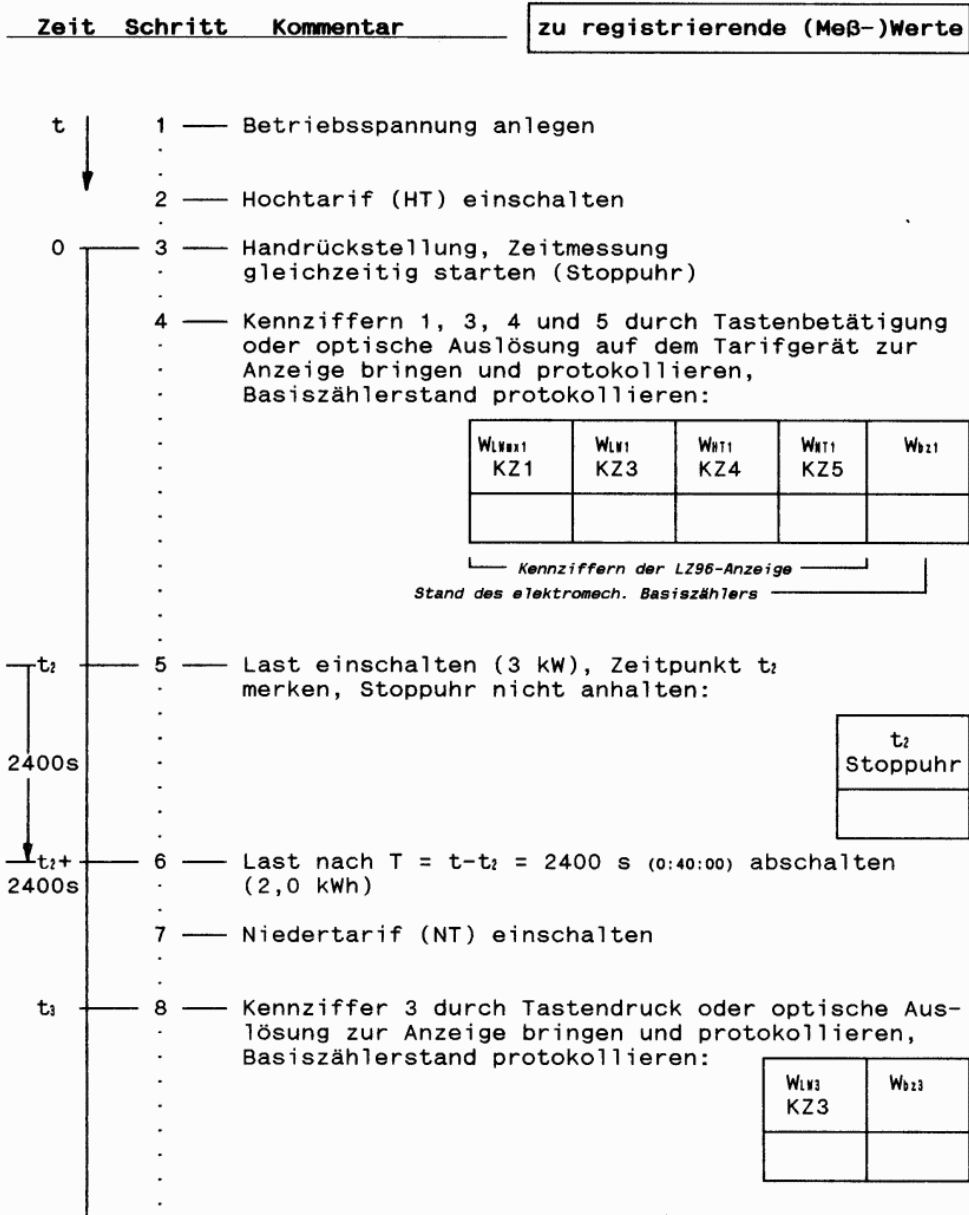 Zeit Schritt Kommentar zu registrierende (Meß-)Werte
t 1 Betriebsspannung anlegen
2 Hochtarif (HT) einschalten
0 3 Handrückstellung, Zeitmessung
gleichzeitig starten (Stoppuhr)
4 Kennziffern 1, 3, 4 und 5 durch Tastenbetätigung
oder optische Auslösung auf dem Tarifgerät zur
Anzeige bringen und protokollieren,
Basiszählerstand protokollieren:
WLW1 WHT1 WNT1 Wbz1
KZ1 KZ3 KZ4 KZ5
Kennziffern der LZ96-Anzeige
Stand des elektromech. Basiszählers
t2 5 Last einschalten (3 kW), Zeitpunkt t2
merken, Stoppuhr nicht anhalten:
t2
2400s Stoppuhr
t2+ 6 Last nach T = t-t2 = 2400 s (0:40:00) abschalten
2400s (2,0 kWh)
7 Niedertarif (NT) einschalten
t3 8 Kennziffer 3 durch Tastendruck oder optische Aus-
lösung zur Anzeige bringen und protokollieren,
Basiszählerstand protokollieren:
WLW3 Wbz3
KZ3